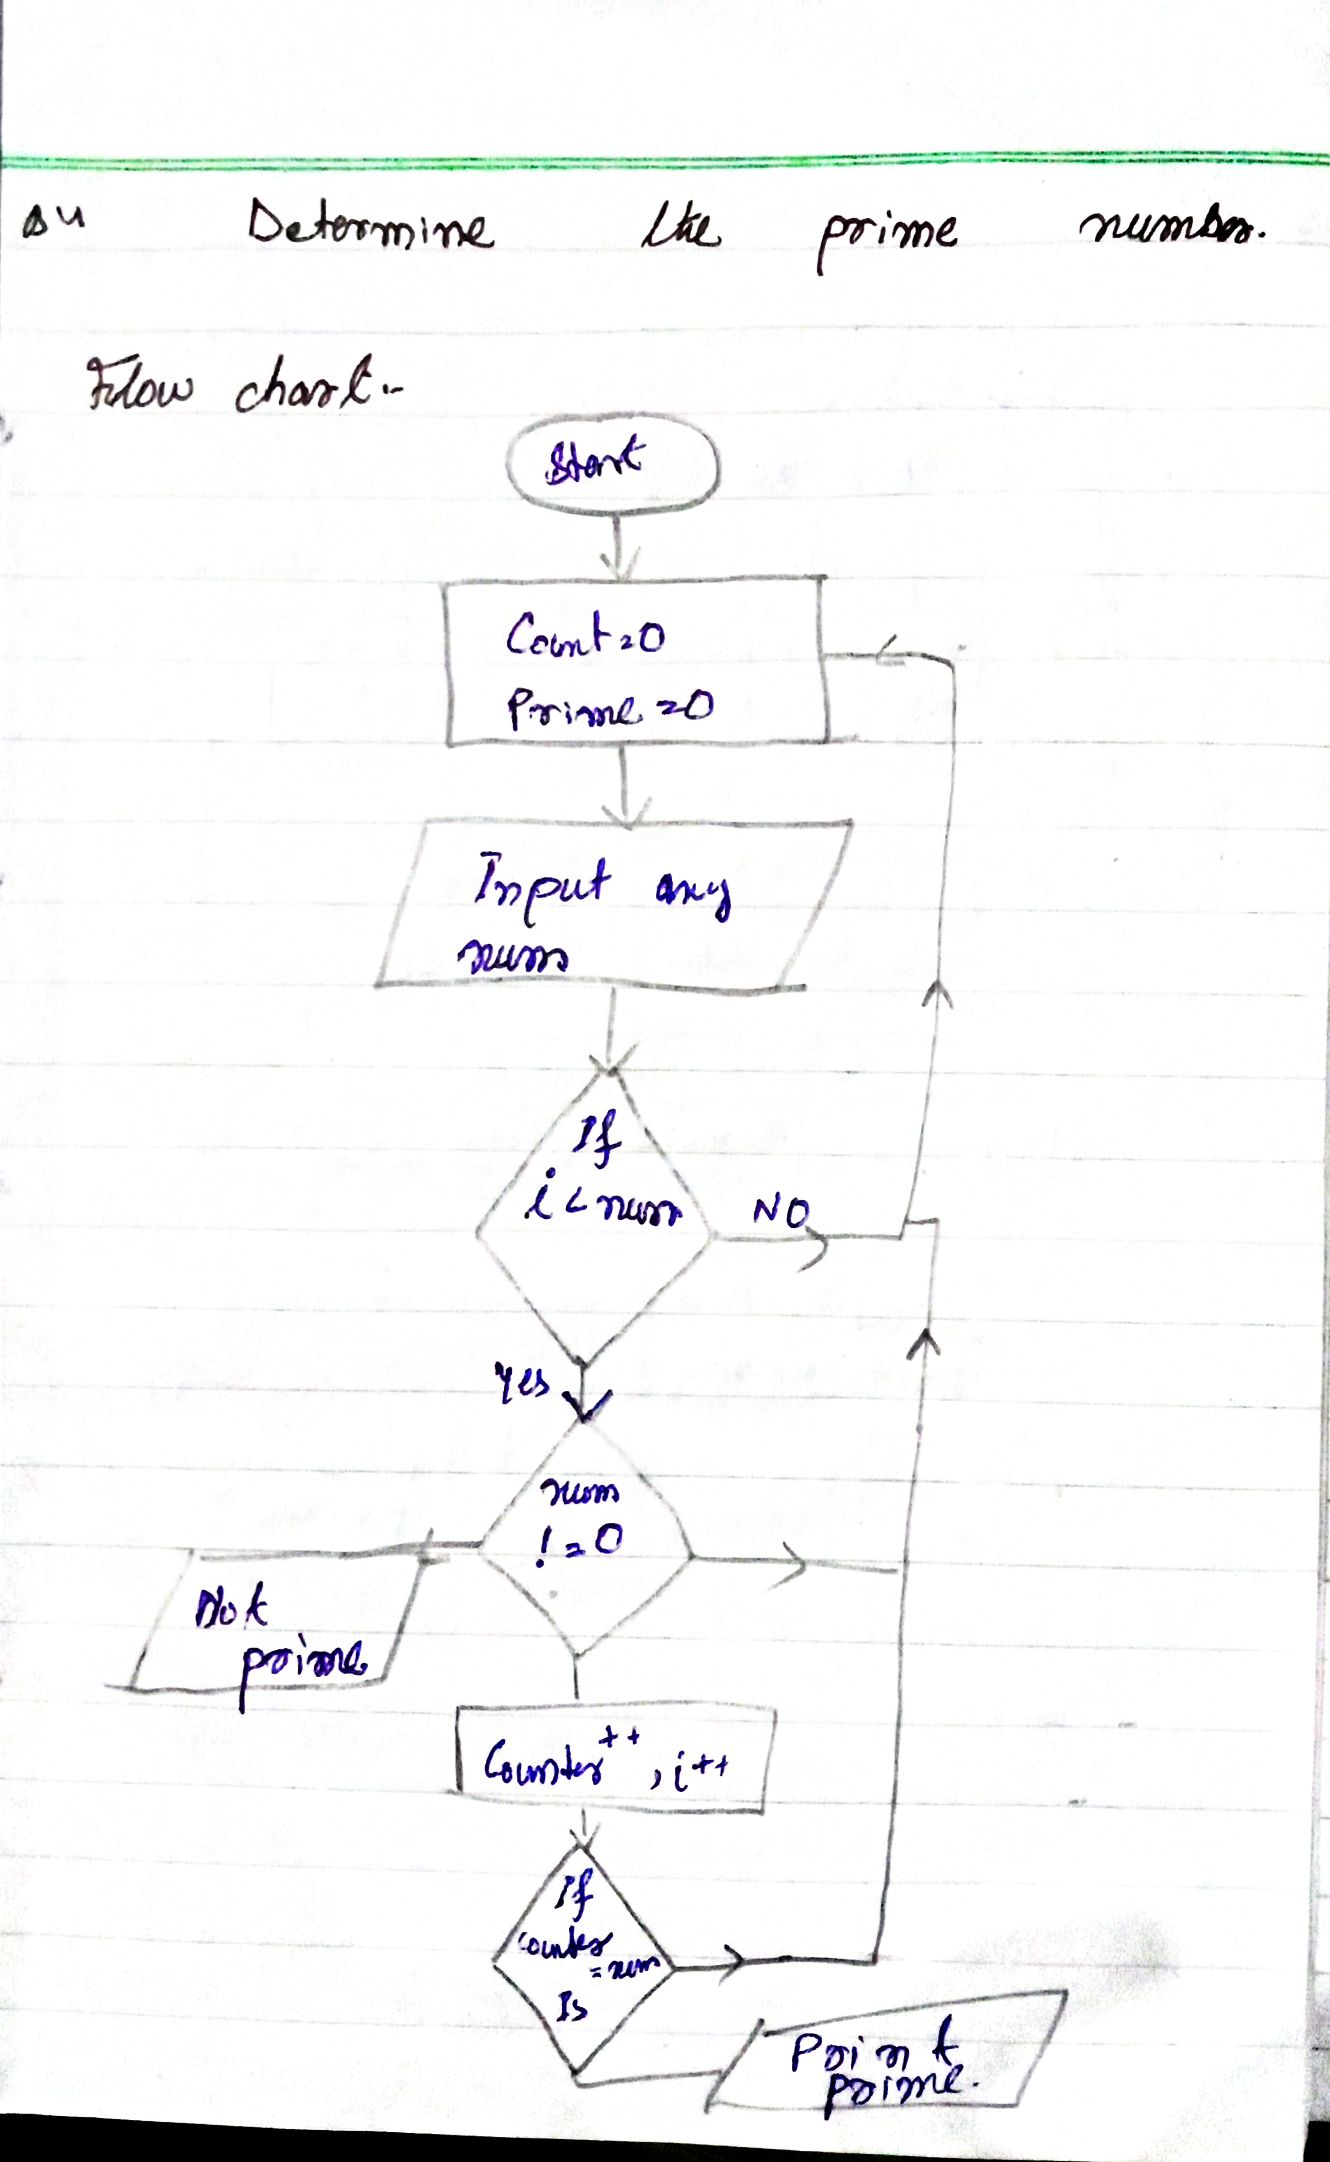 Determine the prime number.
Flow chart:-
Start
Count=0
Prime=0
Input any
num
If
i < num
NO
Yes
num
!=0
Not
prime
Counter++, i++
If
counter
=num
Is
Print
prime.